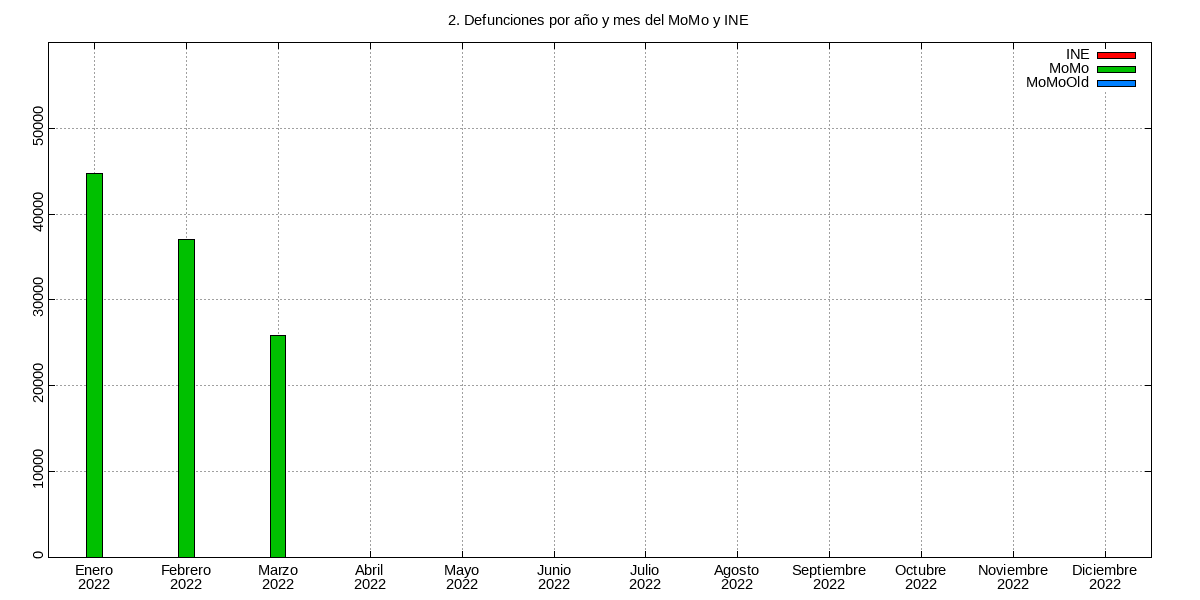 2. Defunciones por año y mes del MoMo y INE
INE
MoMo
MoMoOld
50000
40000
30000
20000
10000
0
Enero Febrero Marzo Abril Mayo Junio Julio Agosto Septiembre Octubre Noviembre Diciembre
2022 2022 2022 2022 2022 2022 2022 2022 2022 2022 2022 2022